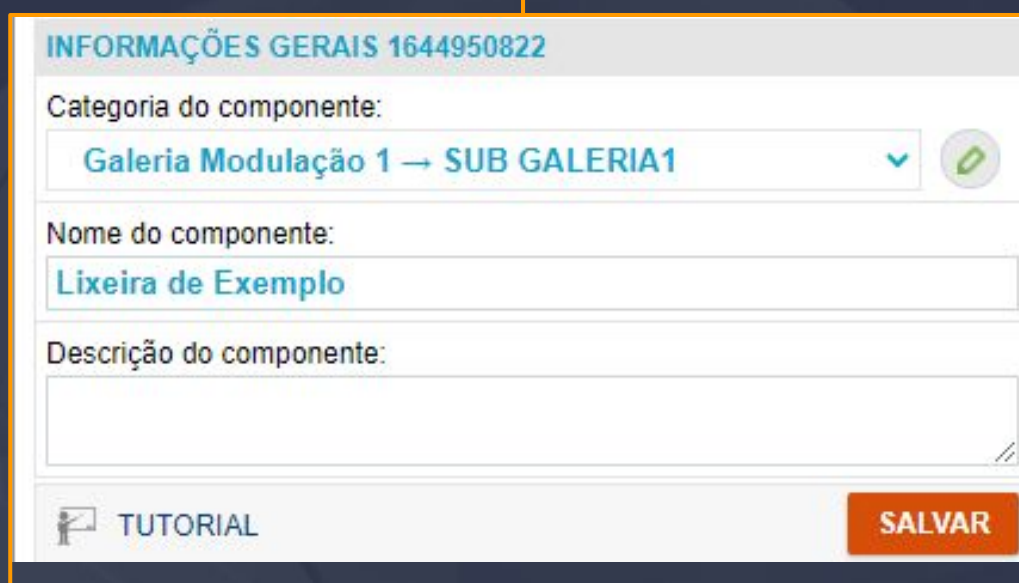 INFORMAÇÕES GERAIS 1644950822
Categoria do componente:
Galeria Modulação 1 → SUB GALERIA1
Nome do componente:
Lixeira de Exemplo
Descrição do componente:
TUTORIAL
SALVAR